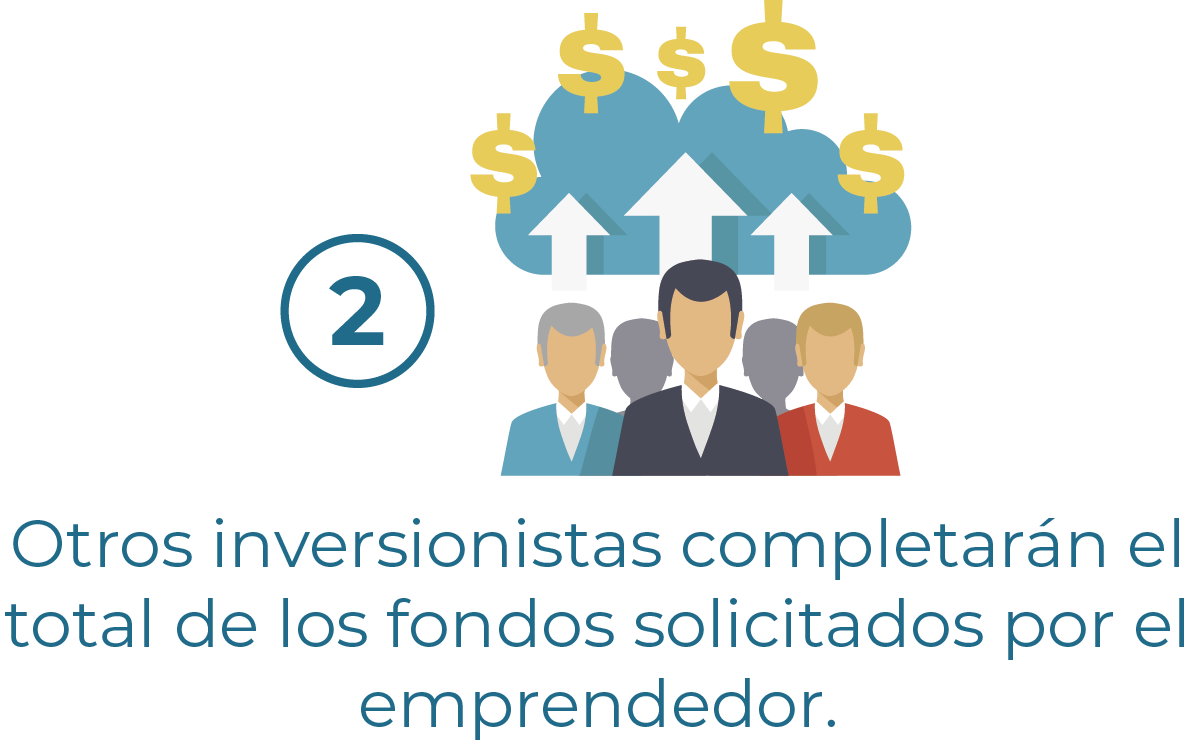 $ $ $ $ $
2
Otros inversionistas completarán el
total de los fondos solicitados por el
emprendedor.